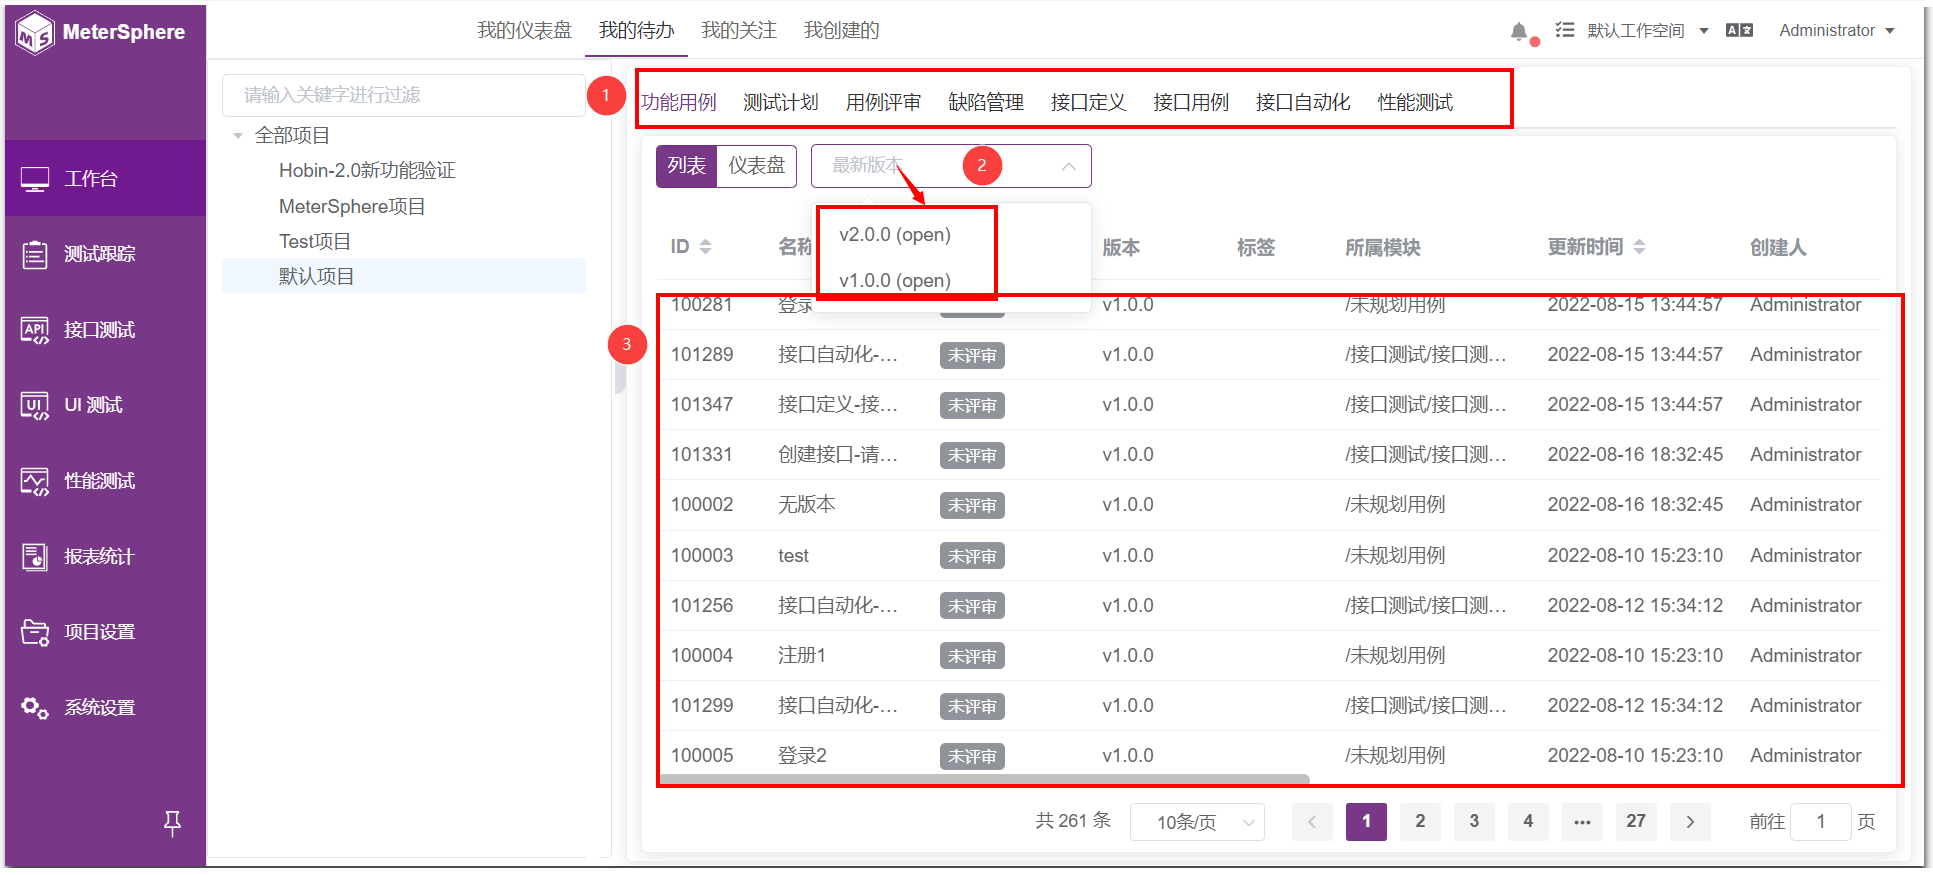 MeterSphere
我的仪表盘 我的待办 我的关注 我创建的
默认工作空间 Administrator
工作台
测试跟踪
API 接口测试
UI UI 测试
性能测试
报表统计
项目设置
系统设置
请输入关键字进行过滤
全部项目
Hobin-2.0新功能验证
MeterSphere项目
Test项目
默认项目
1
功能用例 测试计划 用例评审 缺陷管理 接口定义 接口用例 接口自动化 性能测试
列表 仪表盘 最新版本 2
v2.0.0 (open)
v1.0.0 (open)
ID 名称 版本 标签 所属模块 更新时间 创建人
3
100281 登录 v1.0.0 /未规划用例 2022-08-15 13:44:57 Administrator
101289 接口自动化-... 未评审 v1.0.0 /接口测试/接口测... 2022-08-15 13:44:57 Administrator
101347 接口定义-接... 未评审 v1.0.0 /接口测试/接口测... 2022-08-15 13:44:57 Administrator
101331 创建接口-请... 未评审 v1.0.0 /接口测试/接口测... 2022-08-16 18:32:45 Administrator
100002 无版本 未评审 v1.0.0 /未规划用例 2022-08-16 18:32:45 Administrator
100003 test 未评审 v1.0.0 /未规划用例 2022-08-10 15:23:10 Administrator
101256 接口自动化-... 未评审 v1.0.0 /接口测试/接口测... 2022-08-12 15:34:12 Administrator
100004 注册1 未评审 v1.0.0 /未规划用例 2022-08-10 15:23:10 Administrator
101299 接口自动化-... 未评审 v1.0.0 /接口测试/接口测... 2022-08-12 15:34:12 Administrator
100005 登录2 未评审 v1.0.0 /未规划用例 2022-08-10 15:23:10 Administrator
共 261 条 10条/页 1 2 3 4 ... 27 前往 1 页